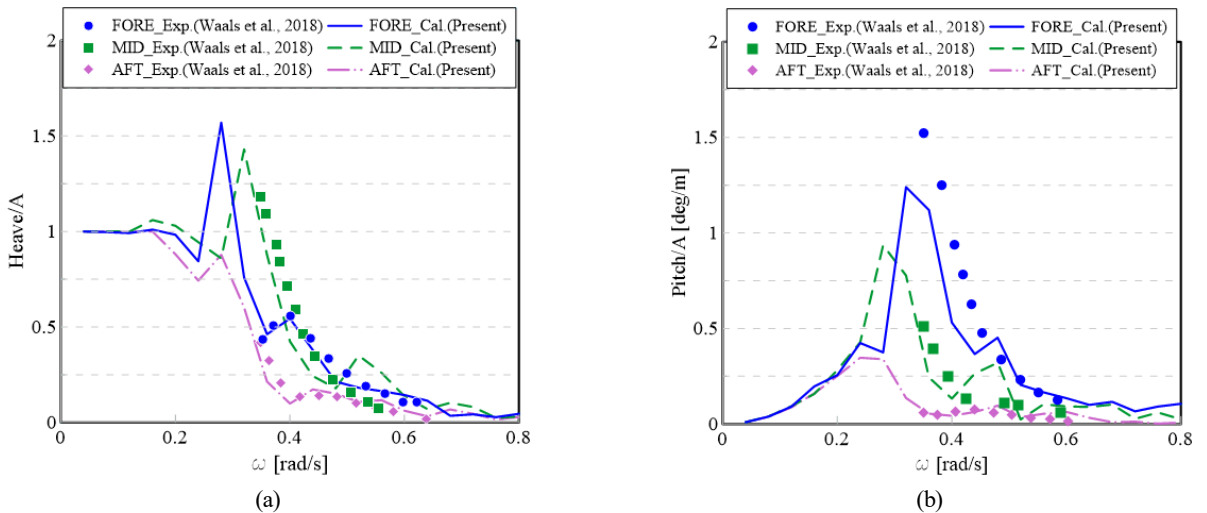 FORE_Exp.(Waals et al., 2018) FORE_Cal.(Present)
MID_Exp.(Waals et al., 2018) MID_Cal.(Present)
AFT_Exp.(Waals et al., 2018) AFT_Cal.(Present)
2
1.5
1
0.5
0
Heave/A
0 0.2 0.4 0.6 0.8
ω [rad/s]
(a)
FORE_Exp.(Waals et al., 2018) FORE_Cal.(Present)
MID_Exp.(Waals et al., 2018) MID_Cal.(Present)
AFT_Exp.(Waals et al., 2018) AFT_Cal.(Present)
2
1.5
1
0.5
0
Pitch/A [deg/m]
0 0.2 0.4 0.6 0.8
ω [rad/s]
(b)